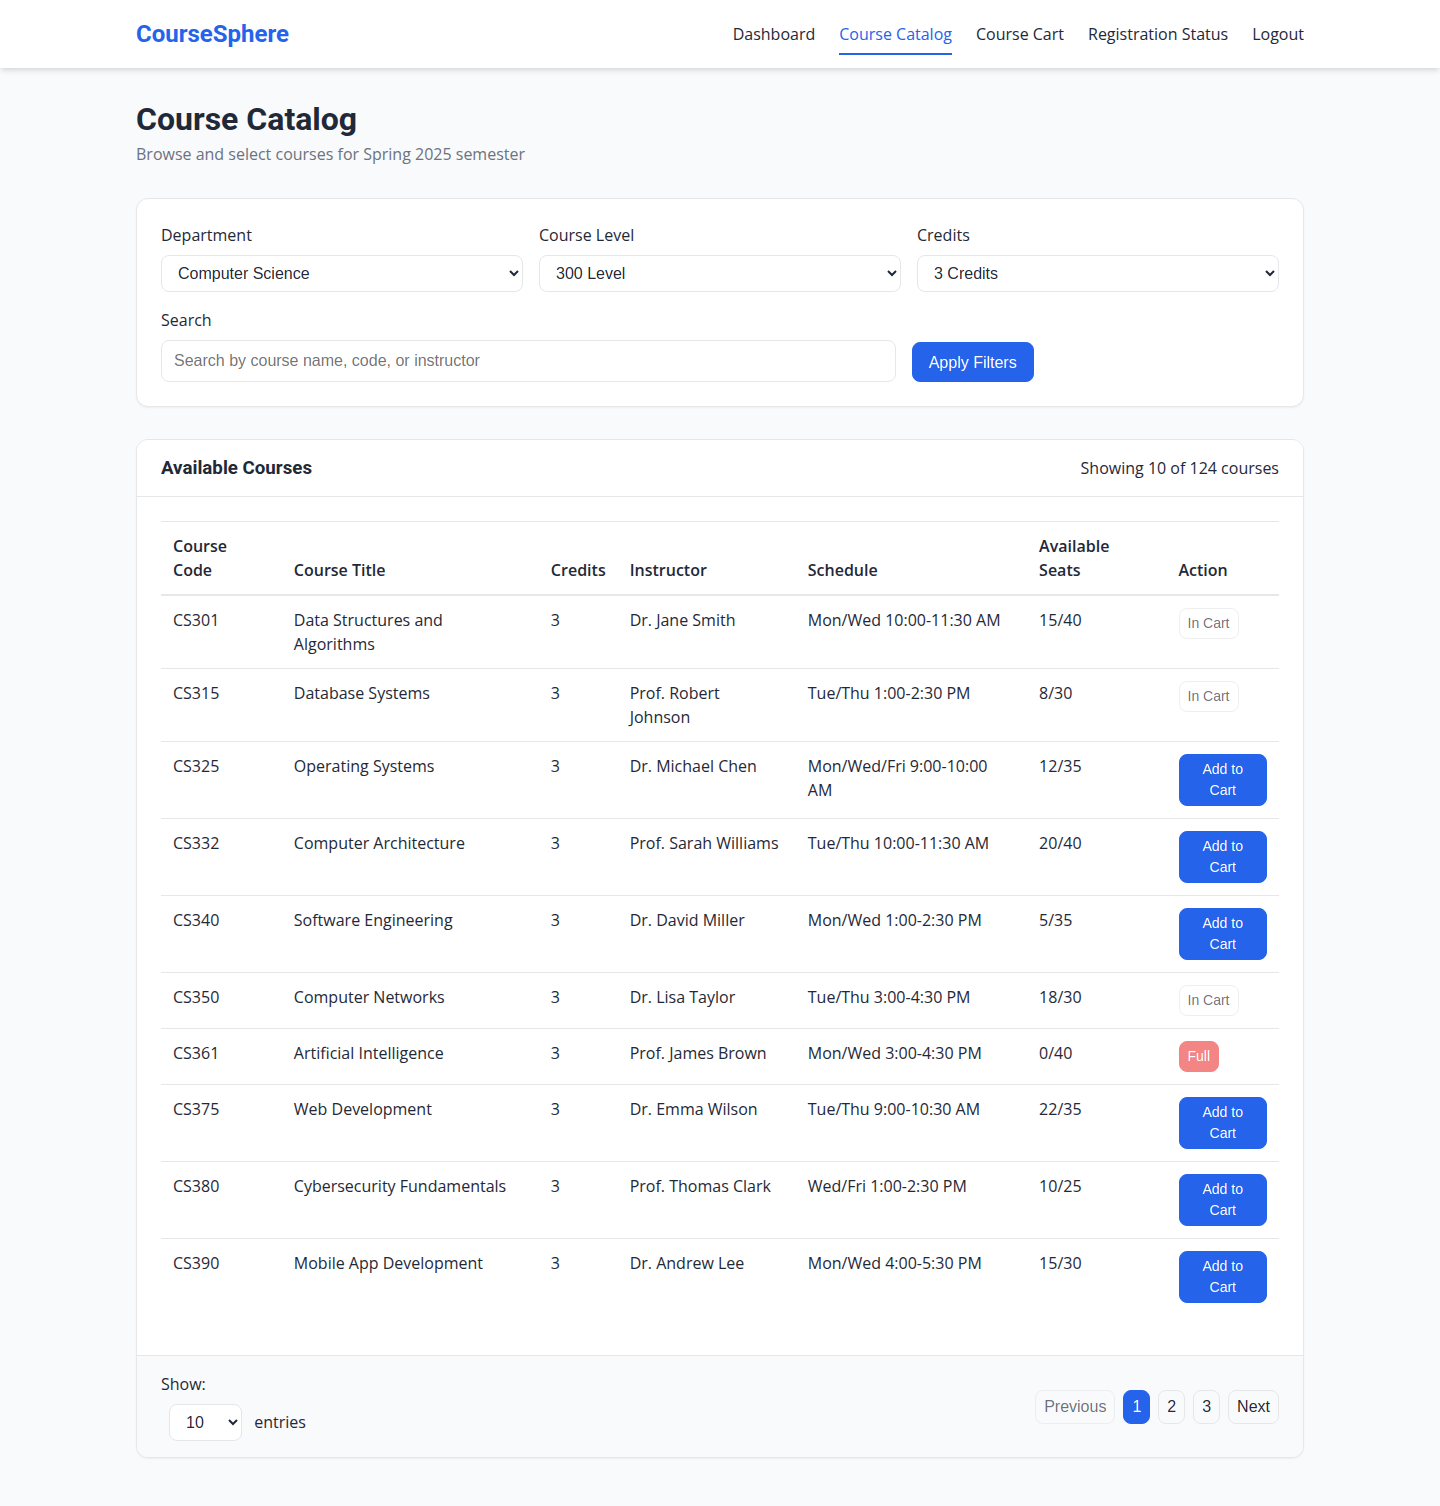 CourseSphere
Dashboard Course Catalog Course Cart Registration Status Logout
Course Catalog
Browse and select courses for Spring 2025 semester
Department Course Level Credits
Computer Science 300 Level 3 Credits
Search
Search by course name, code, or instructor Apply Filters
Available Courses Showing 10 of 124 courses
Course Available
Code Course Title Credits Instructor Schedule Seats Action
CS301 Data Structures and 3 Dr. Jane Smith Mon/Wed 10:00-11:30 AM 15/40 In Cart
Algorithms
CS315 Database Systems 3 Prof. Robert Tue/Thu 1:00-2:30 PM 8/30 In Cart
Johnson
CS325 Operating Systems 3 Dr. Michael Chen Mon/Wed/Fri 9:00-10:00 12/35 Add to
AM Cart
CS332 Computer Architecture 3 Prof. Sarah Williams Tue/Thu 10:00-11:30 AM 20/40 Add to
Cart
CS340 Software Engineering 3 Dr. David Miller Mon/Wed 1:00-2:30 PM 5/35 Add to
Cart
CS350 Computer Networks 3 Dr. Lisa Taylor Tue/Thu 3:00-4:30 PM 18/30 In Cart
CS361 Artificial Intelligence 3 Prof. James Brown Mon/Wed 3:00-4:30 PM 0/40 Full
CS375 Web Development 3 Dr. Emma Wilson Tue/Thu 9:00-10:30 AM 22/35 Add to
Cart
CS380 Cybersecurity Fundamentals 3 Prof. Thomas Clark Wed/Fri 1:00-2:30 PM 10/25 Add to
Cart
CS390 Mobile App Development 3 Dr. Andrew Lee Mon/Wed 4:00-5:30 PM 15/30 Add to
Cart
Show:
10 entries Previous 1 2 3 Next